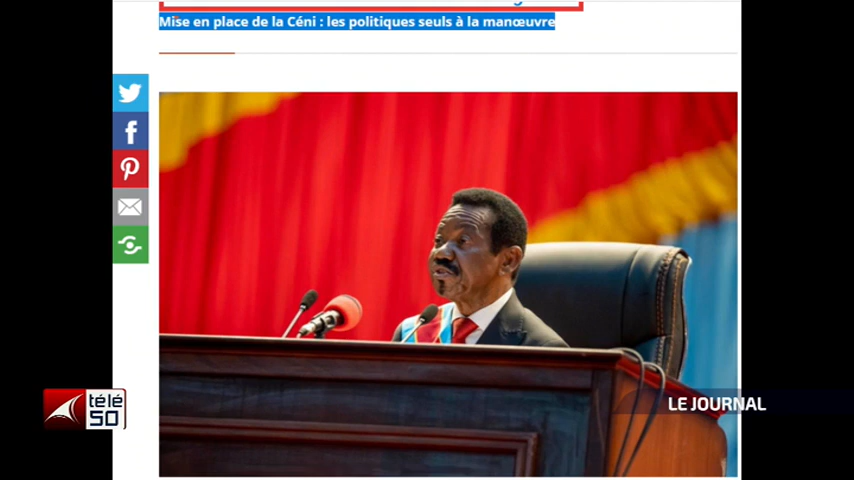 Mise en place de la Céni : les politiques seuls à la manœuvre
télé
50
LE JOURNAL